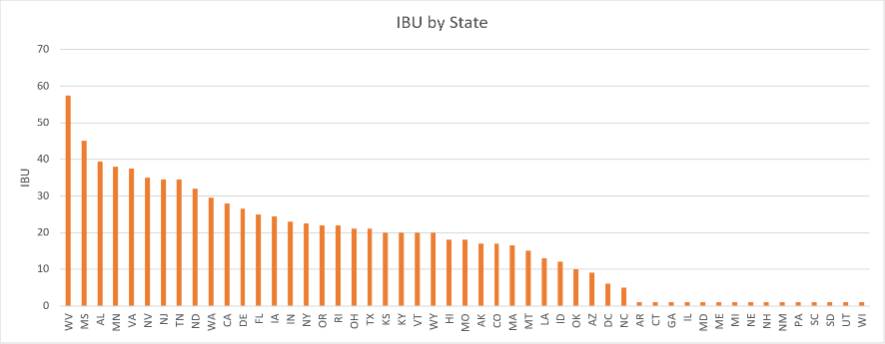 IBU by State
70
60
50
40
30
20
10
0
IBU
WV MS AL MN VA NV NJ TN ND WA CA DE FL IA IN NY OR RI OH TX KS KY VT WY HI MO AK CO MA MT LA ID OK AZ DC NC AR CT GA IL MD ME MI NE NH NM PA SC SD UT WI